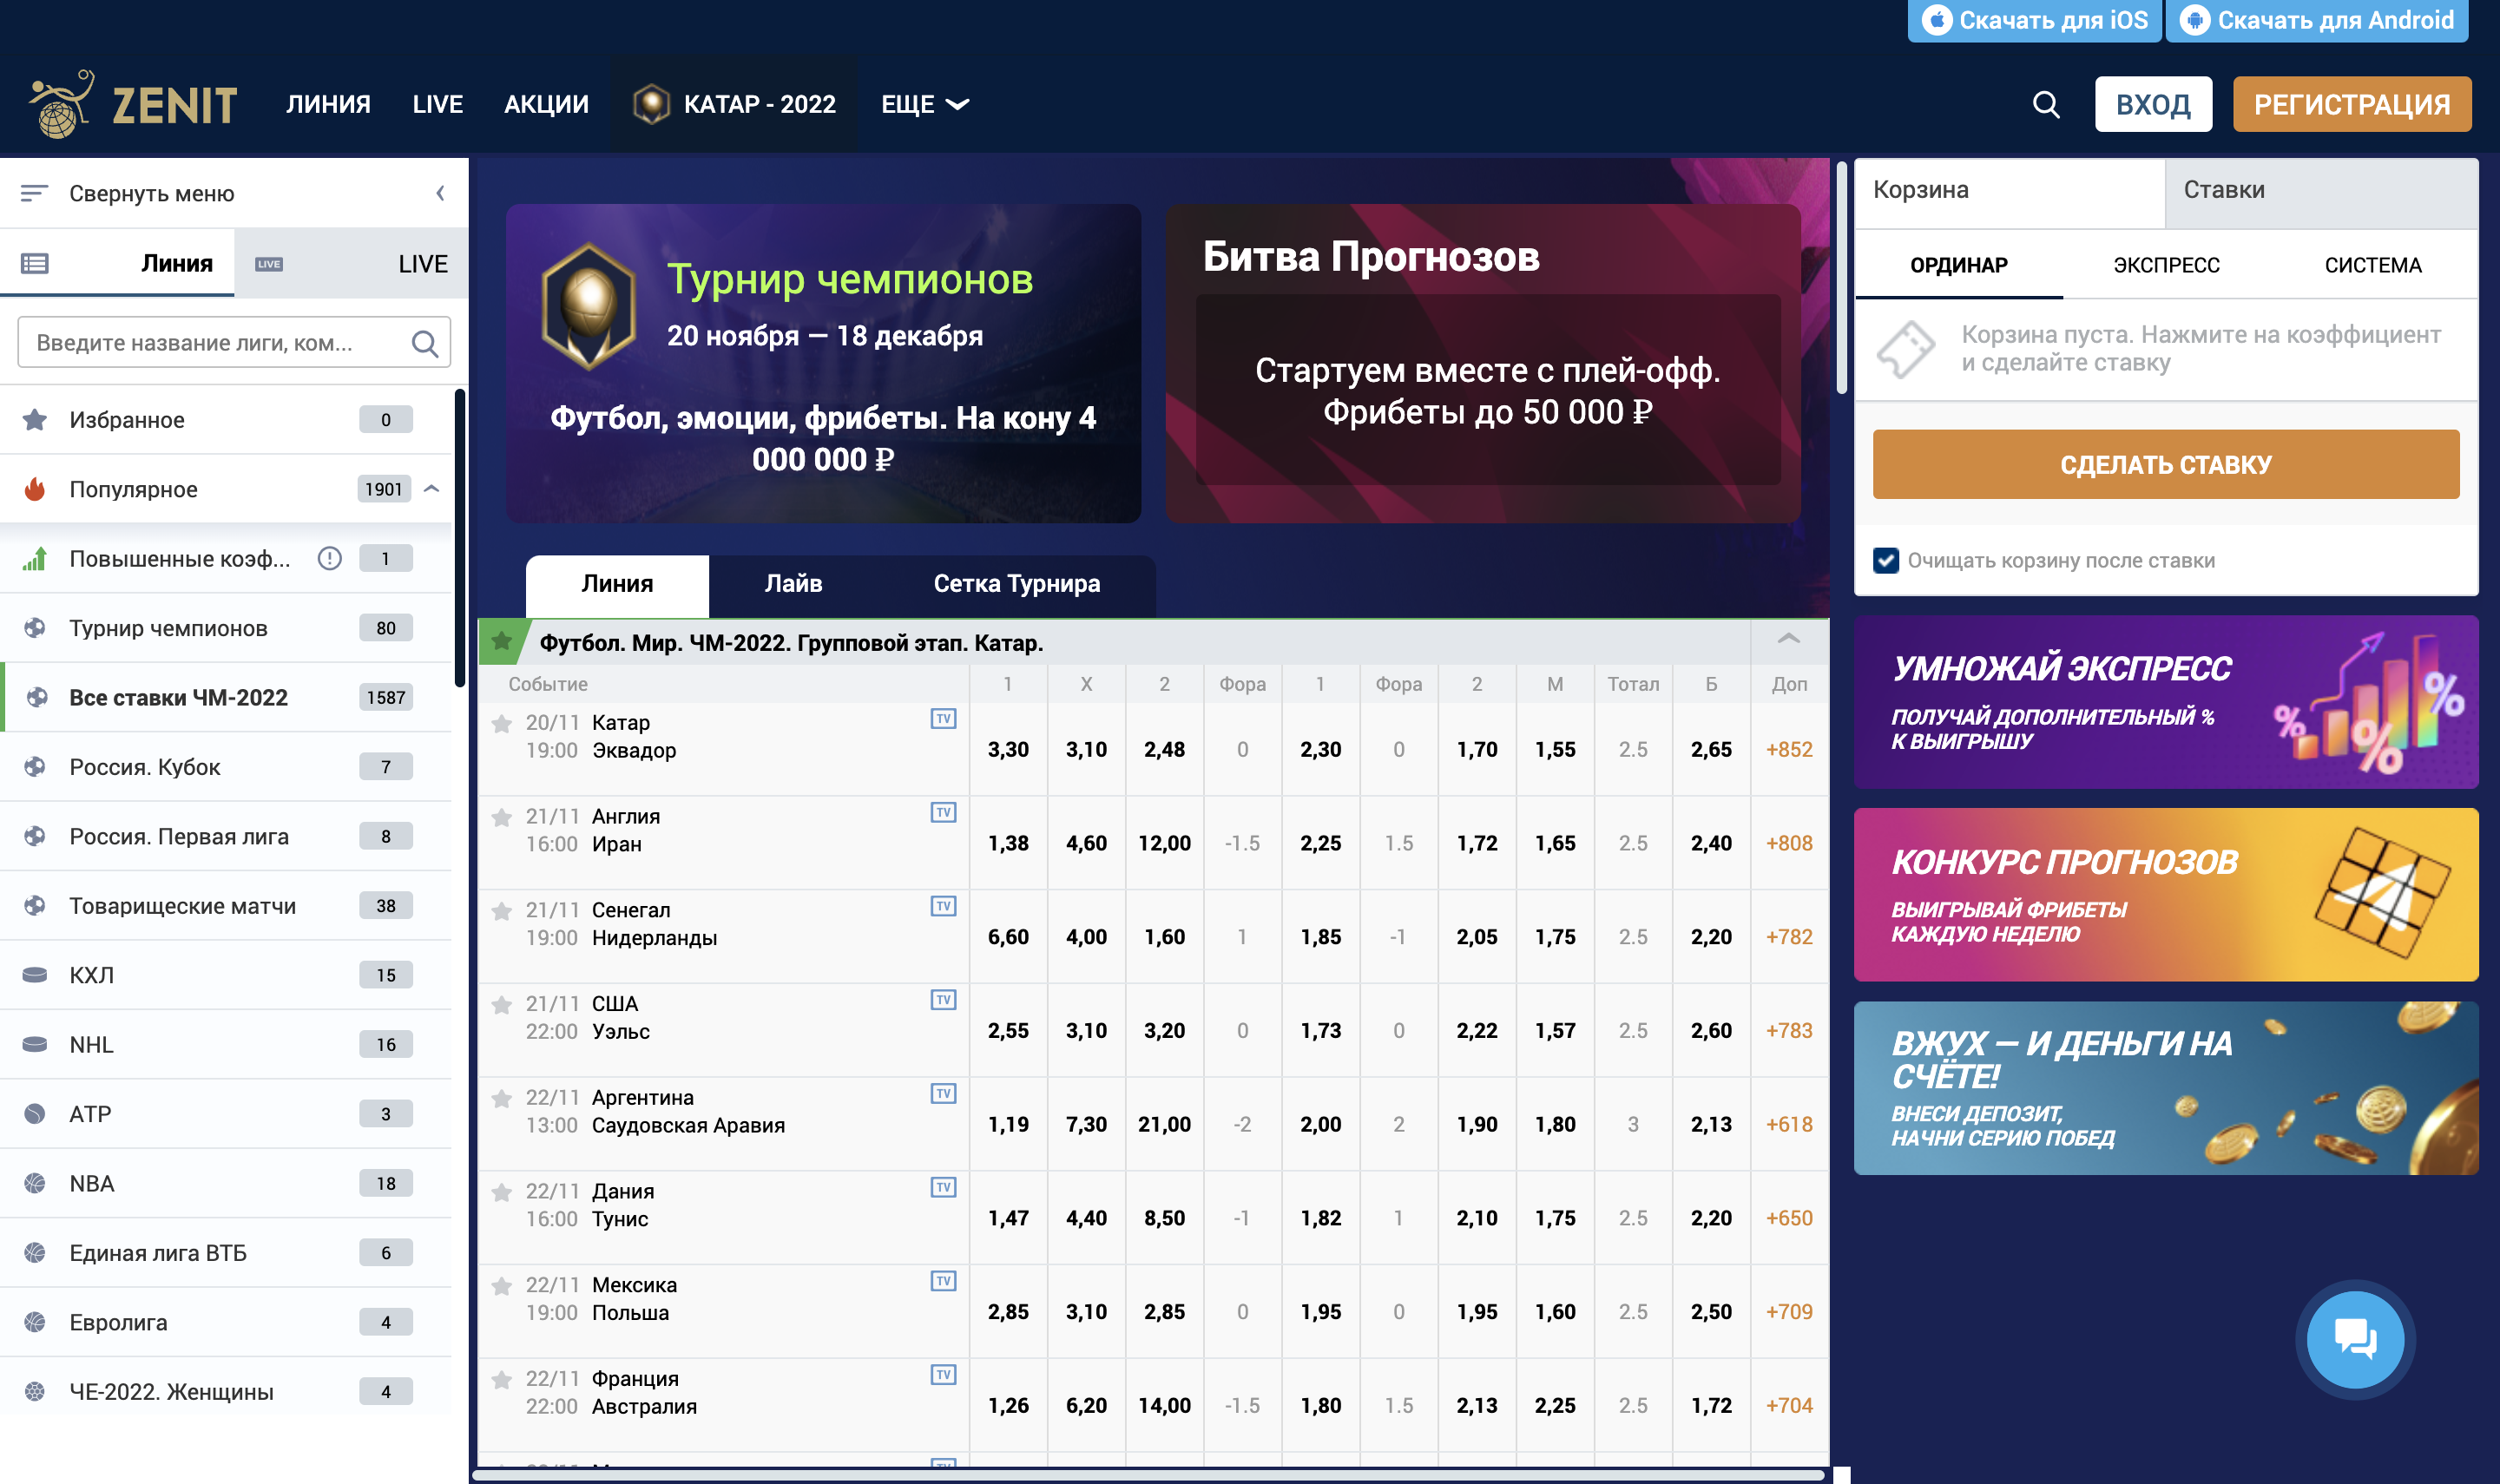 Скачать для iOS
Скачать для Android
ZENIT
ЛИНИЯ
LIVE
АКЦИИ
КАТАР - 2022
ЕЩЕ
ВХОД
РЕГИСТРАЦИЯ
Свернуть меню
Линия
LIVE
LIVE
Введите название лиги, ком...
Избранное 0
Популярное 1901
Повышенные коэф... 1
Турнир чемпионов 80
Все ставки ЧМ-2022 1587
Россия. Кубок 7
Россия. Первая лига 8
Товарищеские матчи 38
КХЛ 15
NHL 16
ATP 3
NBA 18
Единая лига ВТБ 6
Евролига 4
ЧЕ-2022. Женщины 4
Турнир чемпионов
20 ноября — 18 декабря
Футбол, эмоции, фрибеты. На кону 4
000 000 ₽
Битва Прогнозов
Стартуем вместе с плей-офф.
Фрибеты до 50 000 ₽
Линия
Лайв
Сетка Турнира
Футбол. Мир. ЧМ-2022. Групповой этап. Катар.
Событие 1 X 2 Фора 1 Фора 2 М Тотал Б Доп
20/11 Катар TV
19:00 Эквадор 3,30 3,10 2,48 0 2,30 0 1,70 1,55 2.5 2,65 +852
21/11 Англия TV
16:00 Иран 1,38 4,60 12,00 -1.5 2,25 1.5 1,72 1,65 2.5 2,40 +808
21/11 Сенегал TV
19:00 Нидерланды 6,60 4,00 1,60 1 1,85 -1 2,05 1,75 2.5 2,20 +782
21/11 США TV
22:00 Уэльс 2,55 3,10 3,20 0 1,73 0 2,22 1,57 2.5 2,60 +783
22/11 Аргентина TV
13:00 Саудовская Аравия 1,19 7,30 21,00 -2 2,00 2 1,90 1,80 3 2,13 +618
22/11 Дания TV
16:00 Тунис 1,47 4,40 8,50 -1 1,82 1 2,10 1,75 2.5 2,20 +650
22/11 Мексика TV
19:00 Польша 2,85 3,10 2,85 0 1,95 0 1,95 1,60 2.5 2,50 +709
22/11 Франция TV
22:00 Австралия 1,26 6,20 14,00 -1.5 1,80 1.5 2,13 2,25 2.5 1,72 +704
Корзина
Ставки
ОРДИНАР
ЭКСПРЕСС
СИСТЕМА
Корзина пуста. Нажмите на коэффициент
и сделайте ставку
СДЕЛАТЬ СТАВКУ
Очищать корзину после ставки
УМНОЖАЙ ЭКСПРЕСС
ПОЛУЧАЙ ДОПОЛНИТЕЛЬНЫЙ %
К ВЫИГРЫШУ
% % %
КОНКУРС ПРОГНОЗОВ
ВЫИГРЫВАЙ ФРИБЕТЫ
КАЖДУЮ НЕДЕЛЮ
ВЖУХ — И ДЕНЬГИ НА
СЧЁТЕ!
ВНЕСИ ДЕПОЗИТ,
НАЧНИ СЕРИЮ ПОБЕД